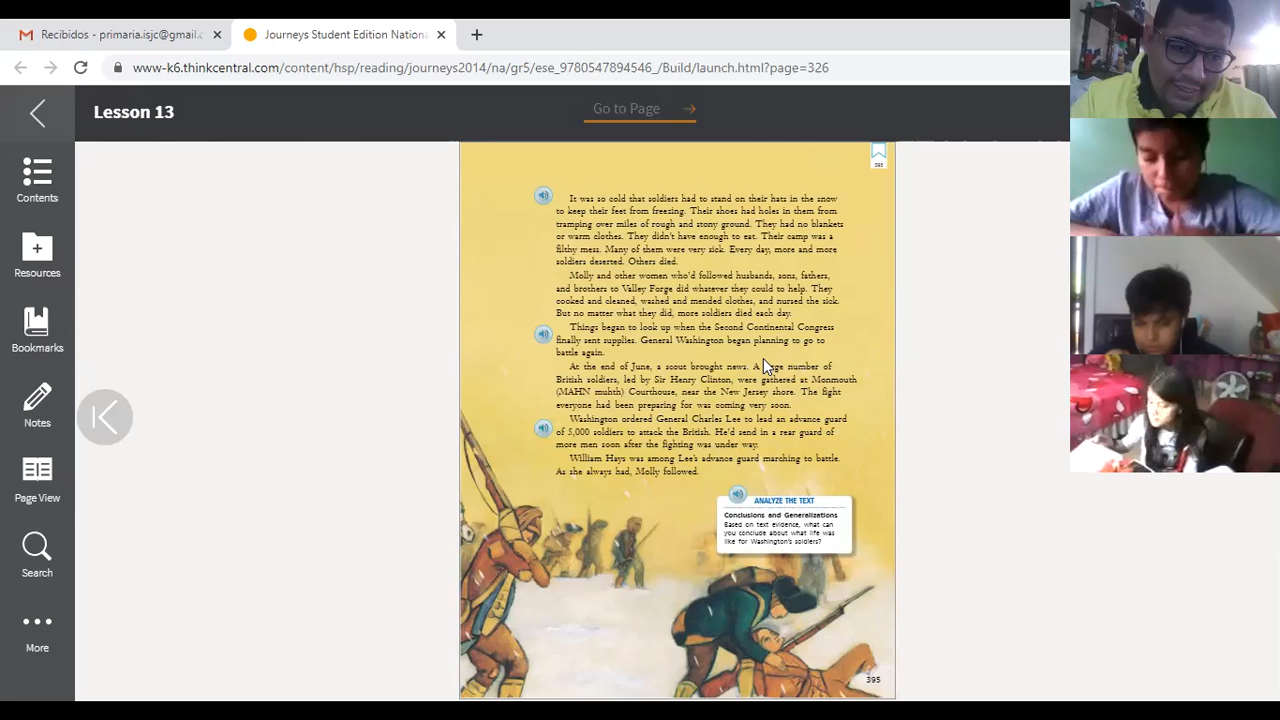 Recibidos - primaria.isjc@gmail.c
Journeys Student Edition Nationa
www-k6.thinkcentral.com/content/hsp/reading/journeys2014/na/gr5/ese_9780547894546_/Build/launch.html?page=326
Lesson 13
Go to Page
Contents
Resources
Bookmarks
Notes
Page View
Search
More
395
It was so cold that soldiers had to stand on their hats in the snow
to keep their feet from freezing. Their shoes had holes in them from
tramping over miles of rough and stony ground. They had no blankets
or warm clothes. They didn't have enough to eat. Their camp was a
filthy mess. Many of them were very sick. Every day, more and more
soldiers deserted. Others died.
Molly and other women who'd followed husbands, sons, fathers,
and brothers to Valley Forge did whatever they could to help. They
cooked and cleaned, washed and mended clothes, and nursed the sick.
But no matter what they did, more soldiers died each day.
Things began to look up when the Second Continental Congress
finally sent supplies. General Washington began planning to go to
battle again.
At the end of June, a scout brought news. A number of
British soldiers, led by Sir Henry Clinton, were gathered at Monmouth
(MAHN muhth) Courthouse, near the New Jersey shore. The fight
everyone had been preparing for was coming very soon.
Washington ordered General Charles Lee to lead an advance guard
of 5,000 soldiers to attack the British. He'd send in a rear guard of
more men soon after the fighting was under way.
William Hays was among Lee's advance guard marching to battle.
As she always had, Molly followed.
ANALYZE THE TEXT
Conclusions and Generalizations
Based on text evidence, what can
you conclude about what life was
like for Washington's soldiers?
395